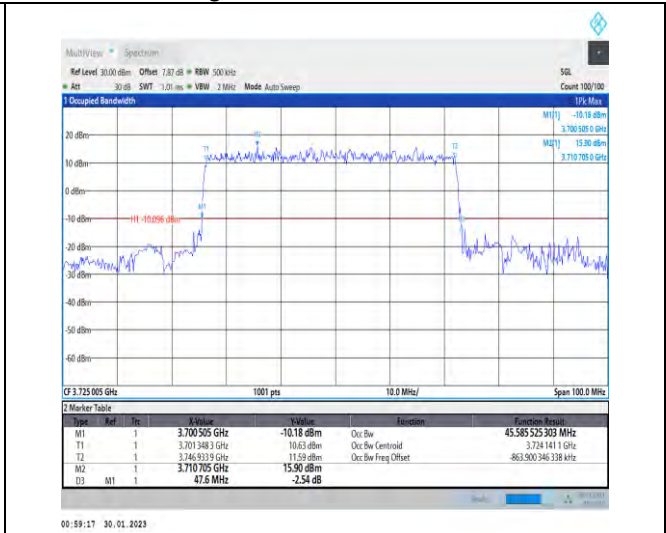 MultiView Spectrum
Ref Level 30.00 dBm Offset 7.87 dB RBW 500 kHz SGL
Att 30 dB SWT 1.01 ms VBW 2 MHz Mode Auto Sweep Count 100/100
1 Occupied Bandwidth 1Pk Max
M1[1] -10.18 dBm
3.700 505 0 GHz
M2[1] 15.90 dBm
3.710 705 0 GHz
20 dBm
T1 M2 T2
10 dBm
0 dBm
M1
-10 dBm H1 -10.096 dBm
-20 dBm
-30 dBm
-40 dBm
-50 dBm
-60 dBm
CF 3.725 005 GHz 1001 pts 10.0 MHz/ Span 100.0 MHz
2 Marker Table
Type Ref Trc X-Value Y-Value Function Function Result
M1 1 3.700 505 GHz -10.18 dBm Occ Bw 45.585 525 303 MHz
T1 1 3.701 348 3 GHz 10.63 dBm Occ Bw Centroid 3.724 141 1 GHz
T2 1 3.746 933 9 GHz 11.59 dBm Occ Bw Freq Offset -863.900 346 338 kHz
M2 1 3.710 705 GHz 15.90 dBm
D3 M1 1 47.6 MHz -2.54 dB
00:59:17 30.01.2023